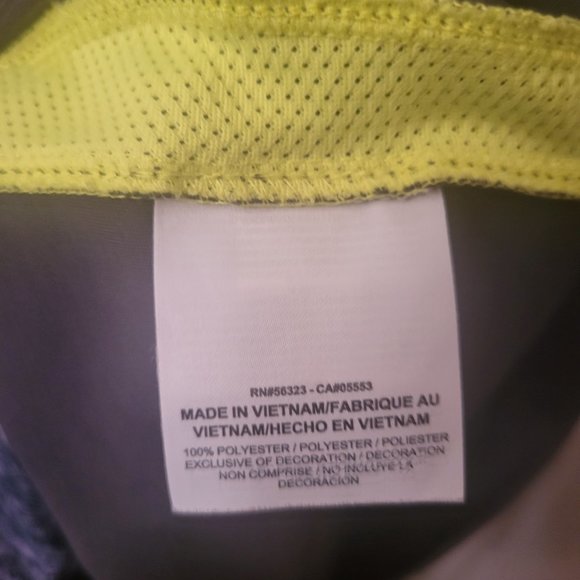 RN#56323 - CA#05553
MADE IN VIETNAM/FABRIQUE AU
VIETNAM/HECHO EN VIETNAM
100% POLYESTER / POLYESTER / POLIESTER
EXCLUSIVE OF DECORATION / DECORATION
NON COMPRISE / NO INCLUYE LA
DECORACIÓN